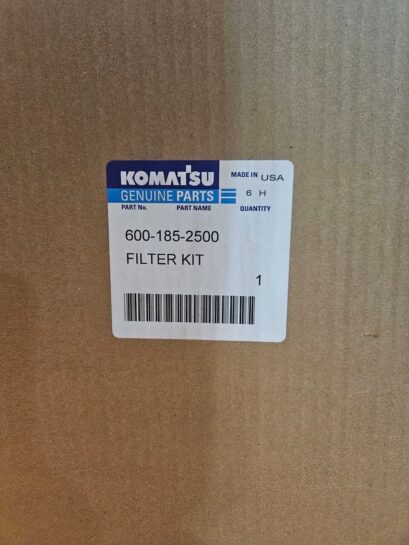 KOMATSU MADE IN USA
GENUINE PARTS 6 H
PART No. PART NAME QUANTITY
600-185-2500
FILTER KIT
1